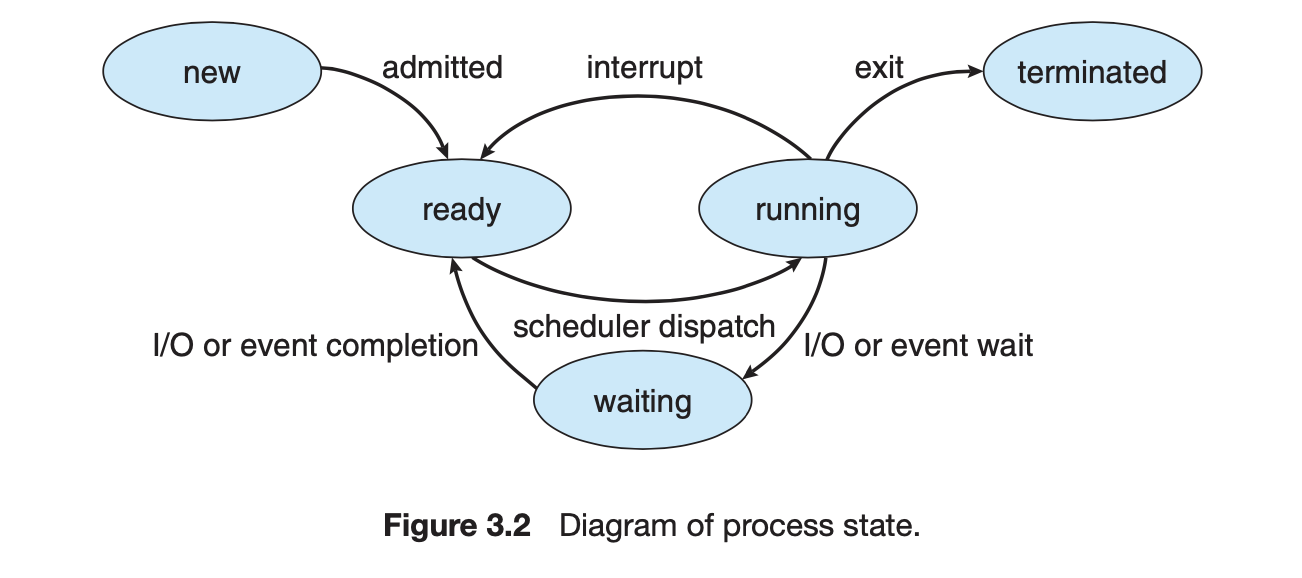 new
admitted
interrupt
exit
terminated
ready
running
scheduler dispatch
I/O or event completion
I/O or event wait
waiting
Figure 3.2 Diagram of process state.